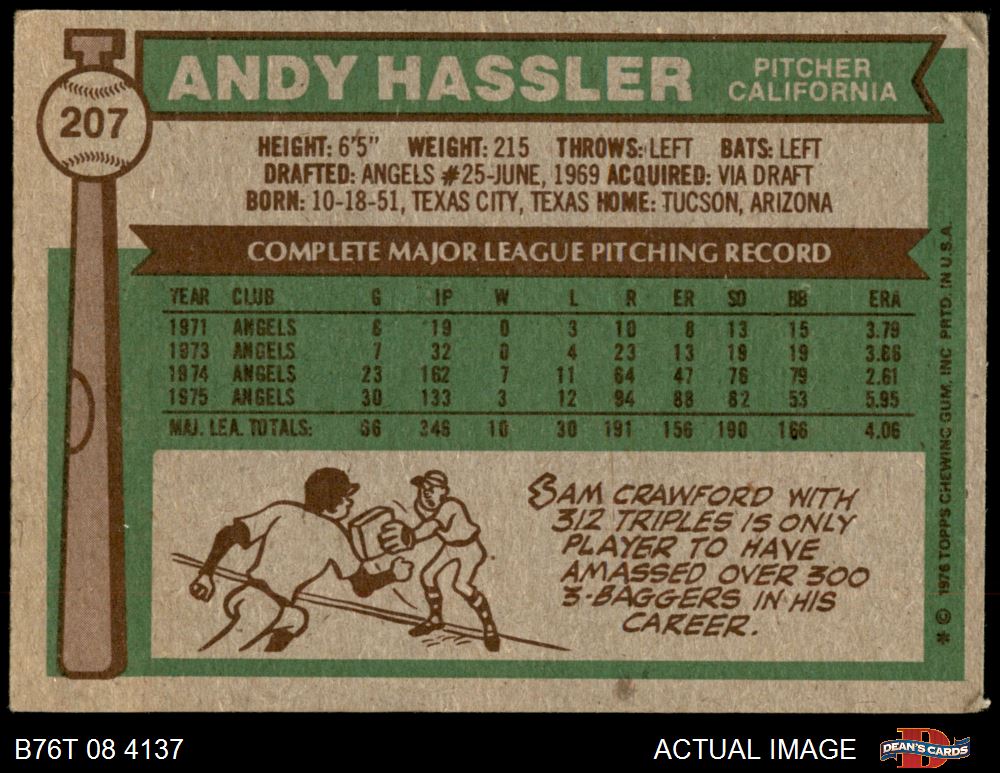 207
ANDY HASSLER
PITCHER
CALIFORNIA
HEIGHT: 6'5" WEIGHT: 215 THROWS: LEFT BATS: LEFT
DRAFTED: ANGELS #25-JUNE, 1969 ACQUIRED: VIA DRAFT
BORN: 10-18-51, TEXAS CITY, TEXAS HOME: TUCSON, ARIZONA
COMPLETE MAJOR LEAGUE PITCHING RECORD
YEAR CLUB G IP W L R ER SO BB ERA
1971 ANGELS 6 19 0 3 10 8 13 15 3.79
1973 ANGELS 7 32 0 4 23 13 19 19 3.66
1974 ANGELS 23 162 7 11 64 47 76 79 2.61
1975 ANGELS 30 133 3 12 94 88 82 53 5.95
MAJ. LEA. TOTALS: 66 346 10 30 191 156 190 166 4.06
SAM CRAWFORD WITH
312 TRIPLES IS ONLY
PLAYER TO HAVE
AMASSED OVER 300
3-BAGGERS IN HIS
CAREER.
* © 1976 TOPPS CHEWING GUM, INC PRTD. IN U.S.A.
B76T 08 4137
ACTUAL IMAGE
DEAN'S CARDS